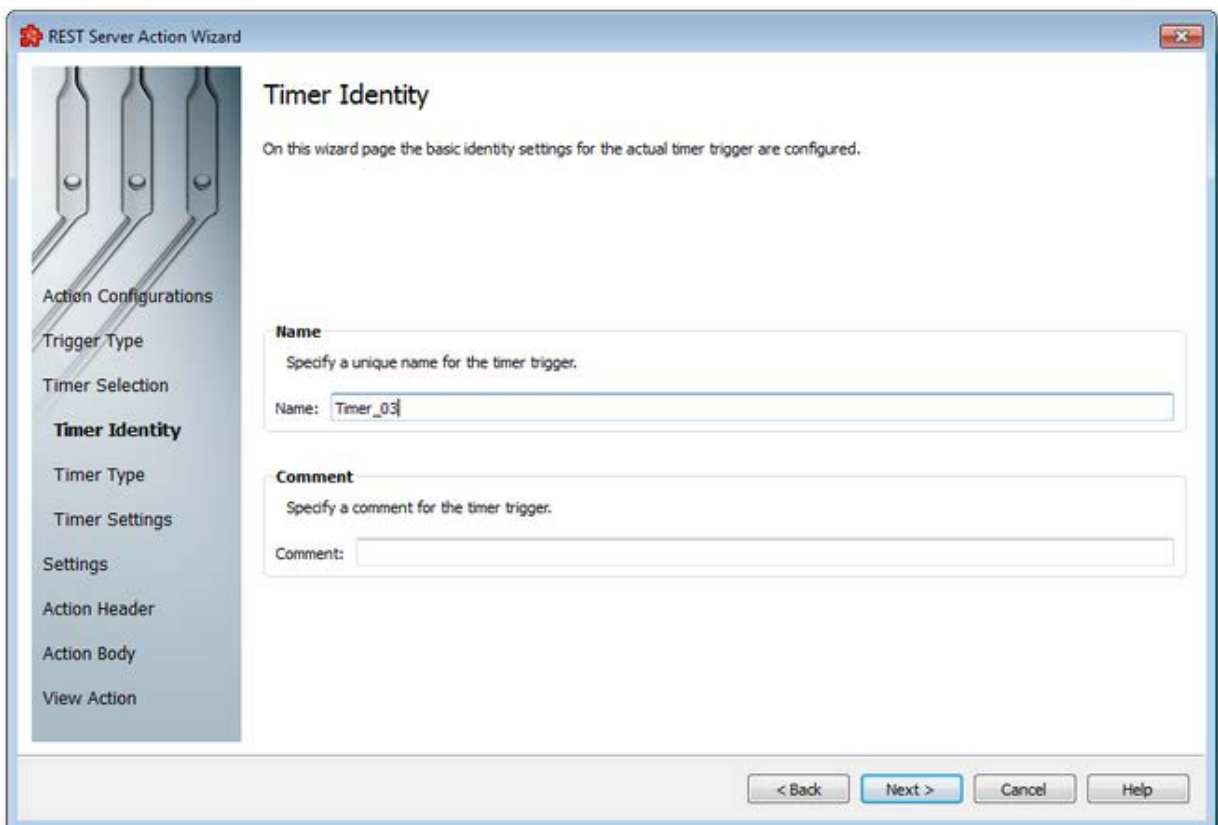 REST Server Action Wizard
Timer Identity
On this wizard page the basic identity settings for the actual timer trigger are configured.
Action Configurations
Trigger Type
Timer Selection
Timer Identity
Timer Type
Timer Settings
Settings
Action Header
Action Body
View Action
Name
Specify a unique name for the timer trigger.
Name: Timer_03
Comment
Specify a comment for the timer trigger.
Comment:
< Back Next > Cancel Help